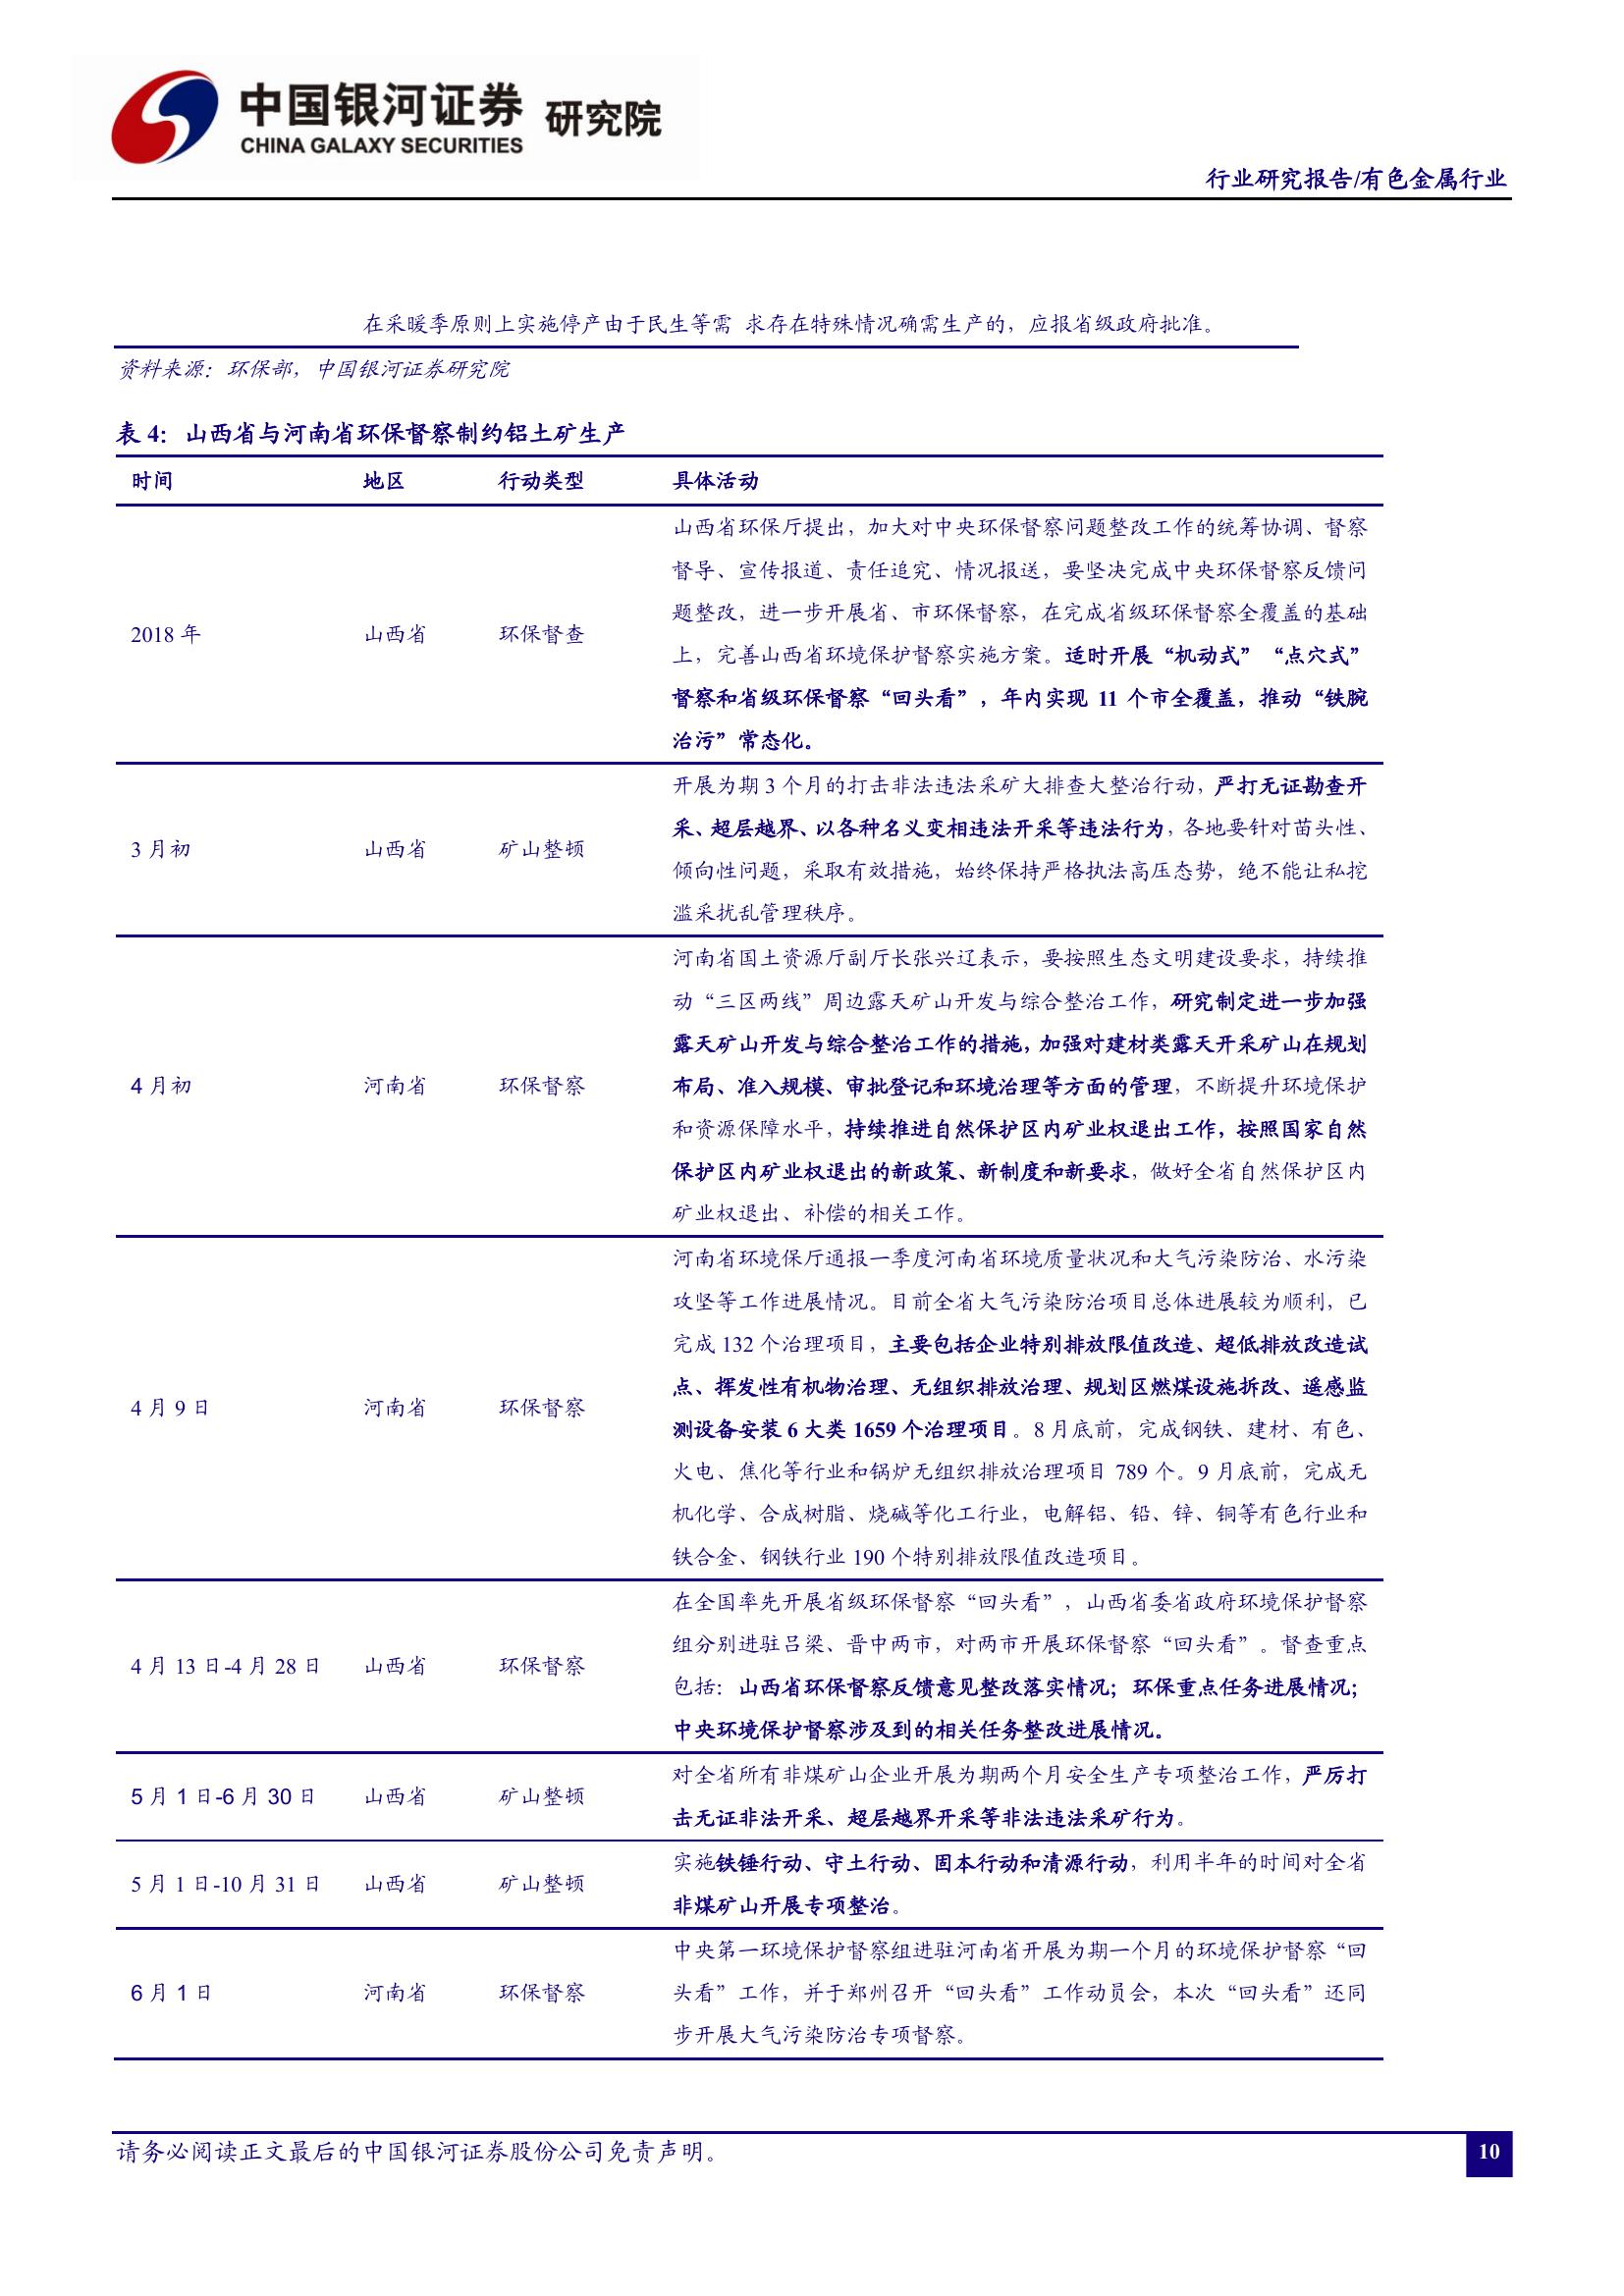 中国银河证券 研究院
CHINA GALAXY SECURITIES
行业研究报告/有色金属行业
在采暖季原则上实施停产由于民生等需 求存在特殊情况确需生产的，应报省级政府批准。
资料来源：环保部，中国银河证券研究院
表 4：山西省与河南省环保督察制约铝土矿生产
时间 地区 行动类型 具体活动
山西省环保厅提出，加大对中央环保督察问题整改工作的统筹协调、督察
督导、宣传报道、责任追究、情况报送，要坚决完成中央环保督察反馈问
题整改，进一步开展省、市环保督察，在完成省级环保督察全覆盖的基础
2018 年 山西省 环保督查
上，完善山西省环境保护督察实施方案。适时开展“机动式”“点穴式”
督察和省级环保督察“回头看”，年内实现 11 个市全覆盖，推动“铁腕
治污”常态化。
开展为期 3 个月的打击非法违法采矿大排查大整治行动，严打无证勘查开
采、超层越界、以各种名义变相违法开采等违法行为，各地要针对苗头性、
3 月初 山西省 矿山整顿
倾向性问题，采取有效措施，始终保持严格执法高压态势，绝不能让私挖
滥采扰乱管理秩序。
河南省国土资源厅副厅长张兴辽表示，要按照生态文明建设要求，持续推
动“三区两线”周边露天矿山开发与综合整治工作，研究制定进一步加强
露天矿山开发与综合整治工作的措施，加强对建材类露天开采矿山在规划
4 月初 河南省 环保督察 布局、准入规模、审批登记和环境治理等方面的管理，不断提升环境保护
和资源保障水平，持续推进自然保护区内矿业权退出工作，按照国家自然
保护区内矿业权退出的新政策、新制度和新要求，做好全省自然保护区内
矿业权退出、补偿的相关工作。
河南省环境保厅通报一季度河南省环境质量状况和大气污染防治、水污染
攻坚等工作进展情况。目前全省大气污染防治项目总体进展较为顺利，已
完成 132 个治理项目，主要包括企业特别排放限值改造、超低排放改造试
点、挥发性有机物治理、无组织排放治理、规划区燃煤设施拆改、遥感监
4 月 9 日 河南省 环保督察
测设备安装 6 大类 1659 个治理项目。8 月底前，完成钢铁、建材、有色、
火电、焦化等行业和锅炉无组织排放治理项目 789 个。9 月底前，完成无
机化学、合成树脂、烧碱等化工行业，电解铝、铅、锌、铜等有色行业和
铁合金、钢铁行业 190 个特别排放限值改造项目。
在全国率先开展省级环保督察“回头看”，山西省委省政府环境保护督察
组分别进驻吕梁、晋中两市，对两市开展环保督察“回头看”。督查重点
4 月 13 日-4 月 28 日 山西省 环保督察
包括：山西省环保督察反馈意见整改落实情况；环保重点任务进展情况；
中央环境保护督察涉及到的相关任务整改进展情况。
对全省所有非煤矿山企业开展为期两个月安全生产专项整治工作，严厉打
5 月 1 日-6 月 30 日 山西省 矿山整顿
击无证非法开采、超层越界开采等非法违法采矿行为。
实施铁锤行动、守土行动、固本行动和清源行动，利用半年的时间对全省
5 月 1 日-10 月 31 日 山西省 矿山整顿
非煤矿山开展专项整治。
中央第一环境保护督察组进驻河南省开展为期一个月的环境保护督察“回
6 月 1 日 河南省 环保督察 头看”工作，并于郑州召开“回头看”工作动员会，本次“回头看”还同
步开展大气污染防治专项督察。
请务必阅读正文最后的中国银河证券股份公司免责声明。
10